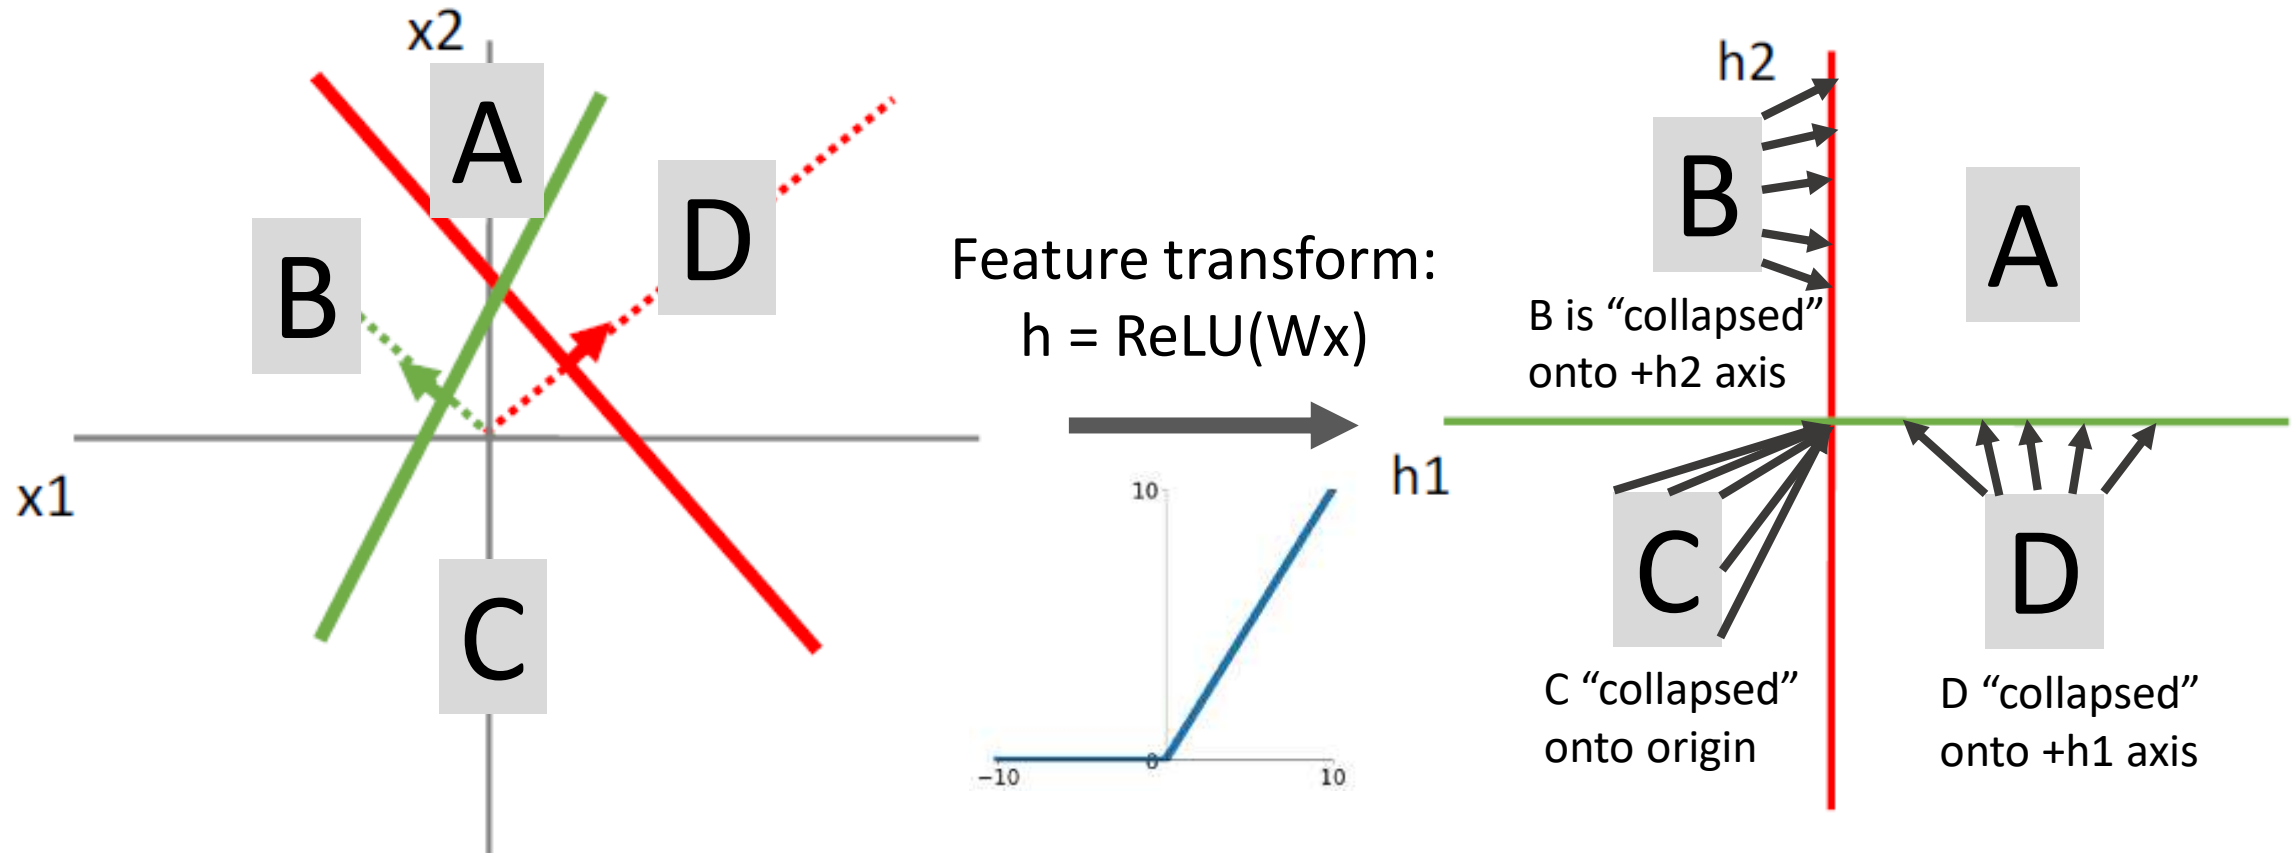 x2
A
D
B
C
x1
Feature transform:
h = ReLU(Wx)
10
0
−10
10
h2
B
A
B is “collapsed”
onto +h2 axis
h1
C
D
C “collapsed”
onto origin
D “collapsed”
onto +h1 axis